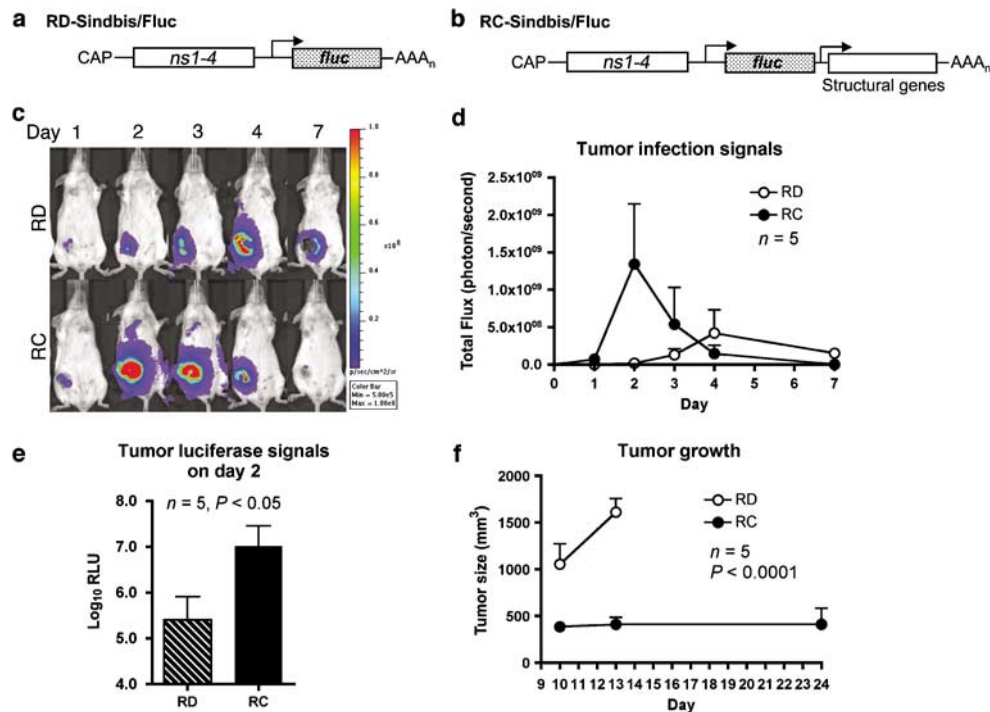 a RD-Sindbis/Fluc
CAP ns1-4 fluc AAAn
b RC-Sindbis/Fluc
CAP ns1-4 fluc AAAn
Structural genes
c
Day 1 2 3 4 7
RD
RC
1.0
0.8
0.6
x10⁸
0.4
0.2
p/sec/cm^2/sr
Color Bar
Min = 5.00e5
Max = 1.00e8
d
Tumor infection signals
Total Flux (photon/second)
2.5x10⁰⁹
2.0x10⁰⁹
1.5x10⁰⁹
1.0x10⁰⁹
5.0x10⁰⁸
0.0
RD
RC
n = 5
0 1 2 3 4 5 6 7
Day
e
Tumor luciferase signals
on day 2
n = 5, P < 0.05
Log₁₀ RLU
8.0
7.0
6.0
5.0
4.0
RD RC
f
Tumor growth
Tumor size (mm³)
2000
1500
1000
500
0
RD
RC
n = 5
P < 0.0001
9 10 11 12 13 14 15 16 17 18 19 20 21 22 23 24
Day